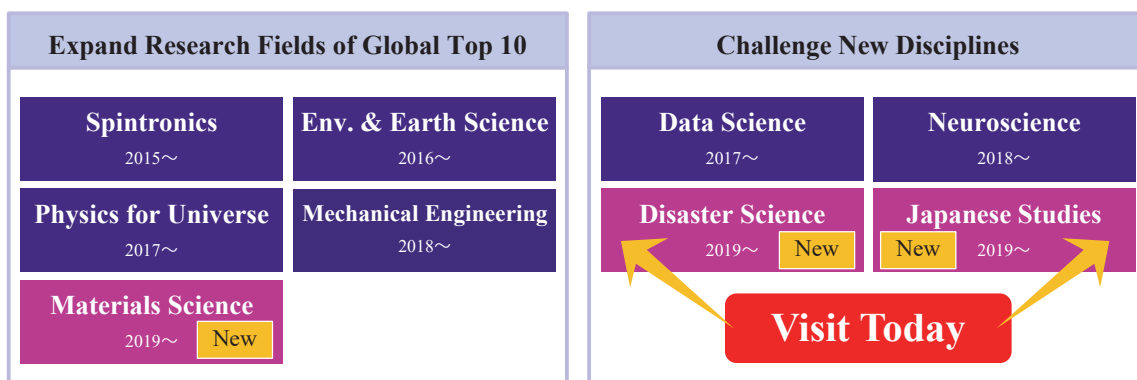 Expand Research Fields of Global Top 10
Spintronics
2015～
Env. & Earth Science
2016～
Physics for Universe
2017～
Mechanical Engineering
2018～
Materials Science
2019～
New
Challenge New Disciplines
Data Science
2017～
Neuroscience
2018～
Disaster Science
2019～
New
Japanese Studies
New
2019～
Visit Today